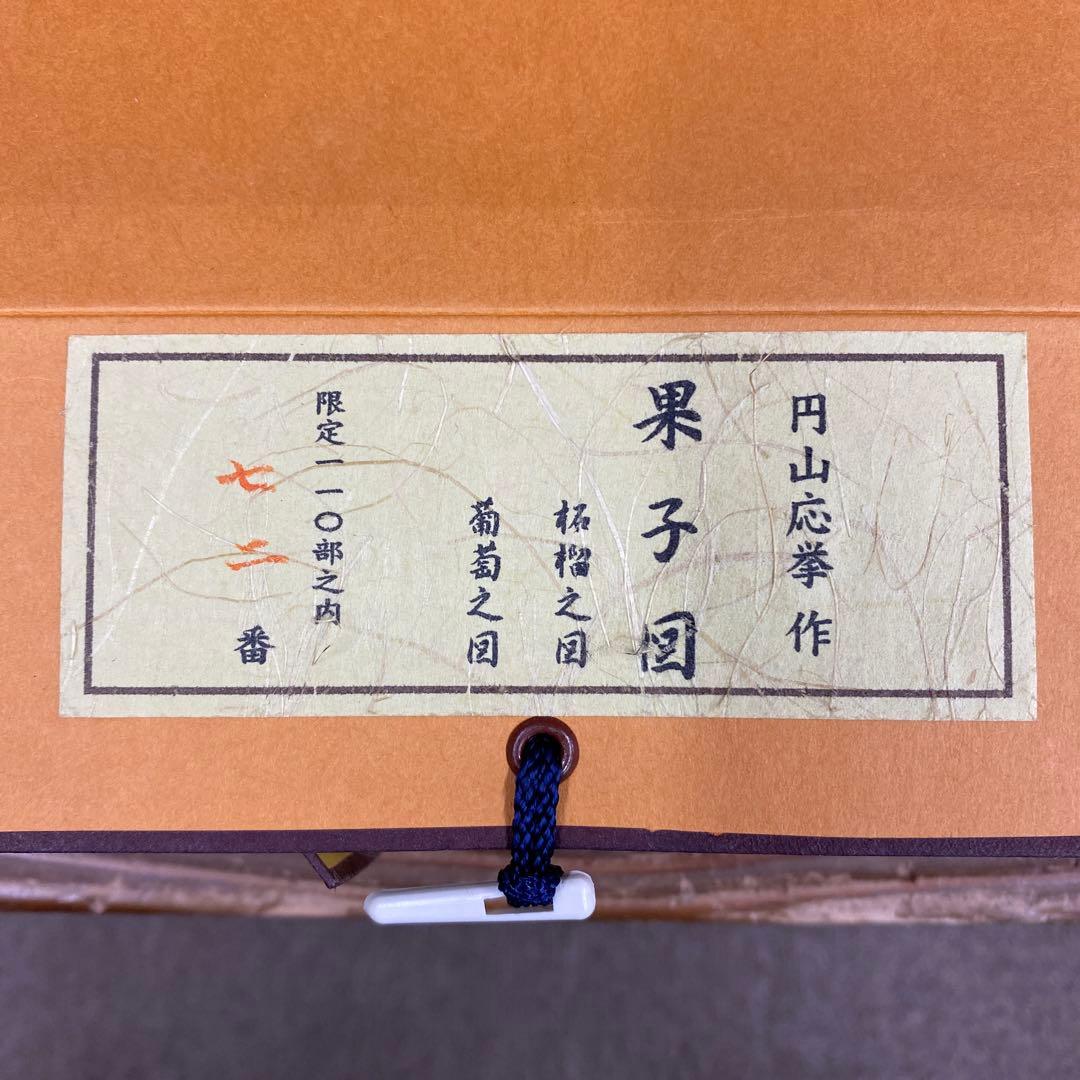 円山応挙 作
果子図
柘榴之図
葡萄之図
限定一一〇部之内
七二番